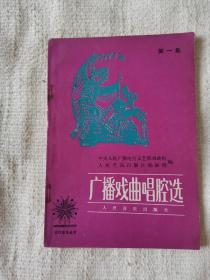 第一集
中央人民广播电台文艺部戏曲组
人民音乐出版社编辑部
编
广播戏曲唱腔选
人民音乐出版社